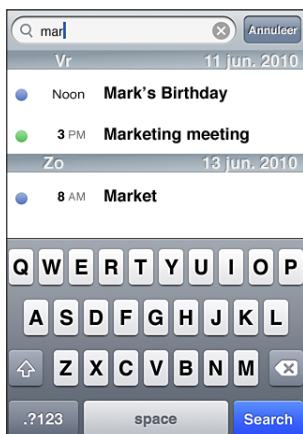 mar Annuleer
Vr 11 jun. 2010
Noon Mark's Birthday
3 PM Marketing meeting
Zo 13 jun. 2010
8 AM Market
Q W E R T Y U I O P
A S D F G H J K L
Z X C V B N M
.?123 space Search